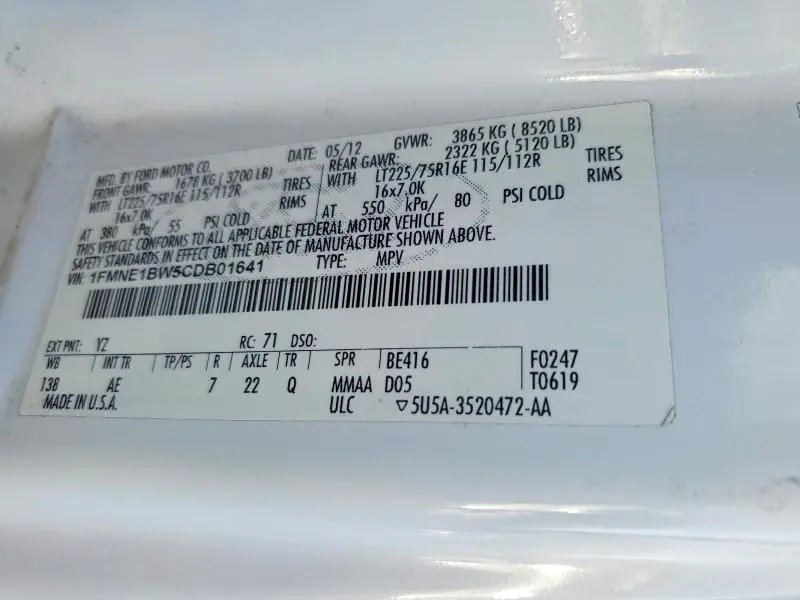 MFD. BY FORD MOTOR CO.
DATE: 05/12 GVWR: 3865 KG ( 8520 LB)
FRONT GAWR: 1678 KG ( 3700 LB)
WITH LT225/75R16E 115/112R TIRES
16x7.0K RIMS
AT 380 kPa/ 55 PSI COLD
REAR GAWR: 2322 KG ( 5120 LB)
WITH LT225/75R16E 115/112R TIRES
16x7.0K RIMS
AT 550 kPa/ 80 PSI COLD
THIS VEHICLE CONFORMS TO ALL APPLICABLE FEDERAL MOTOR VEHICLE
SAFETY STANDARDS IN EFFECT ON THE DATE OF MANUFACTURE SHOWN ABOVE.
VIN: 1FMNE1BW5CDB01641 TYPE: MPV
EXT PNT: YZ RC: 71 DSO:
WB INT TR TP/PS R AXLE TR SPR BE416 F0247
138 AE 7 22 Q MMAA D05 T0619
MADE IN U.S.A. ULC ▽5U5A-3520472-AA